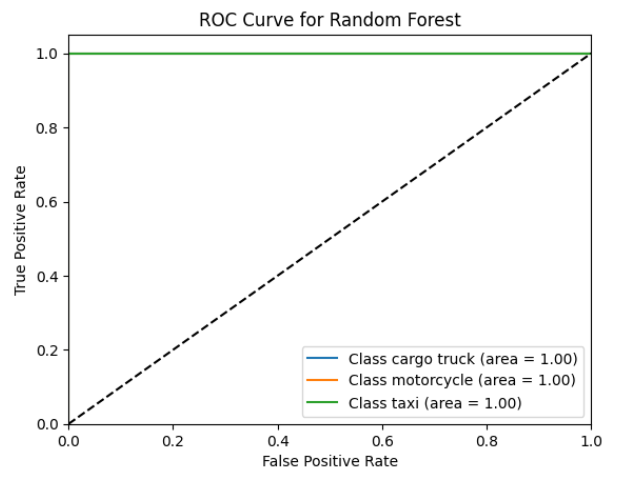 ROC Curve for Random Forest
1.0
0.8
0.6
0.4
0.2
0.0
True Positive Rate
Class cargo truck (area = 1.00)
Class motorcycle (area = 1.00)
Class taxi (area = 1.00)
0.0 0.2 0.4 0.6 0.8 1.0
False Positive Rate